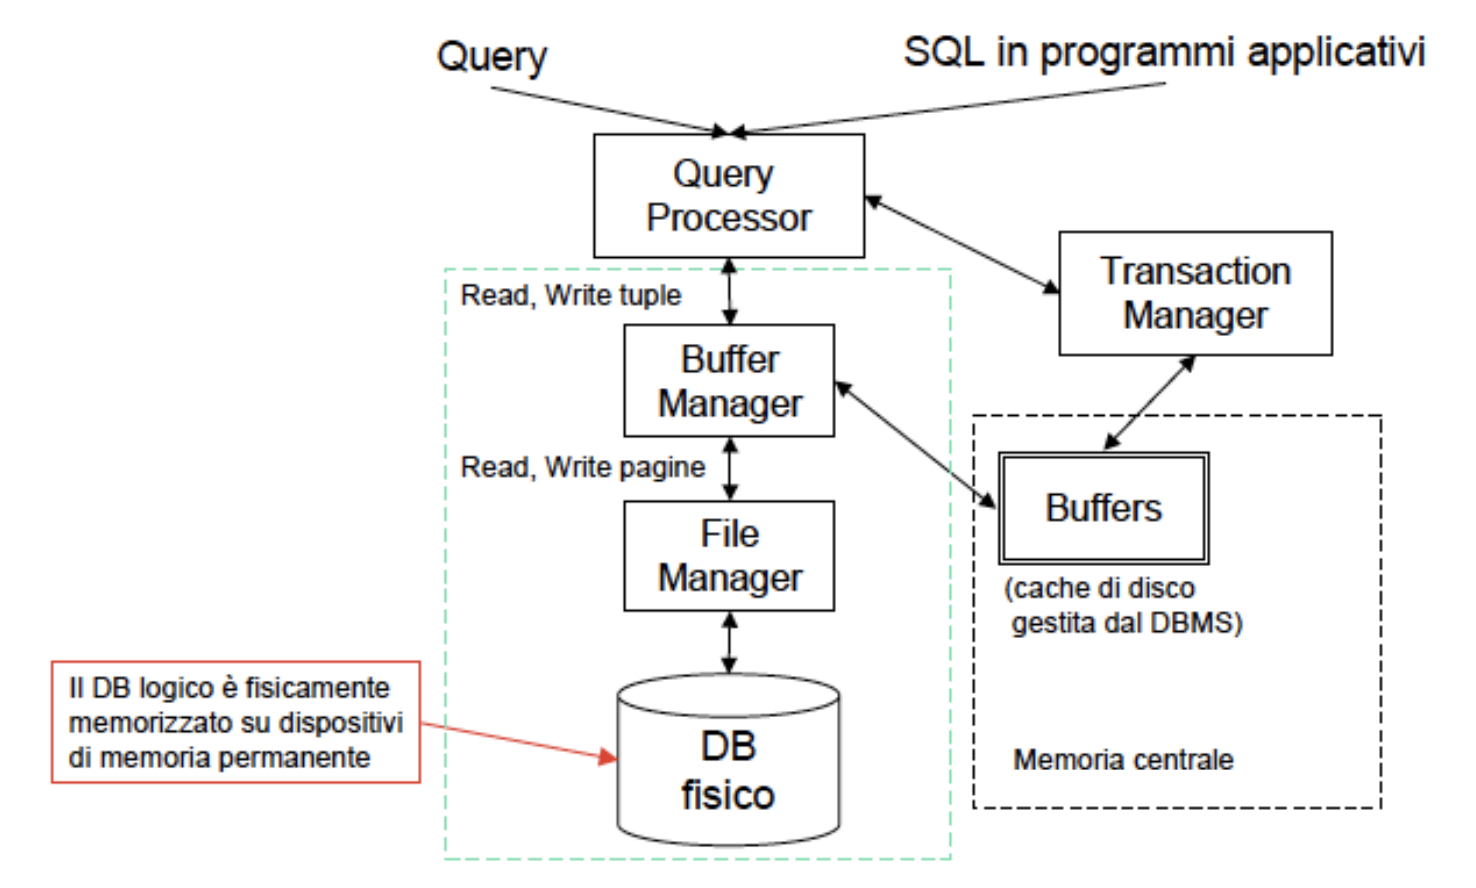 Query
SQL in programmi applicativi
Query
Processor
Transaction
Manager
Read, Write tuple
Buffer
Manager
Read, Write pagine
Buffers
File
Manager
(cache di disco
gestita dal DBMS)
Il DB logico è fisicamente
memorizzato su dispositivi
di memoria permanente
DB
fisico
Memoria centrale